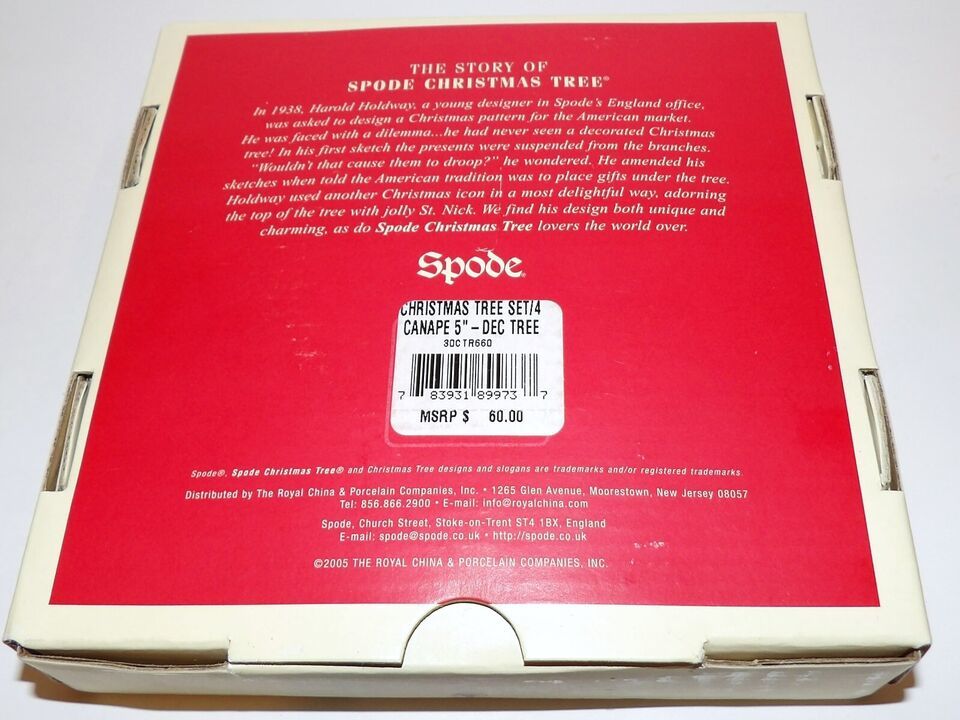 THE STORY OF
SPODE CHRISTMAS TREE®
In 1938, Harold Holdway, a young designer in Spode's England office,
was asked to design a Christmas pattern for the American market.
He was faced with a dilemma...he had never seen a decorated Christmas
tree! In his first sketch the presents were suspended from the branches.
"Wouldn't that cause them to droop?" he wondered. He amended his
sketches when told the American tradition was to place gifts under the tree.
Holdway used another Christmas icon in a most delightful way, adorning
the top of the tree with jolly St. Nick. We find his design both unique and
charming, as do Spode Christmas Tree lovers the world over.
Spode®
CHRISTMAS TREE SET/4
CANAPE 5" - DEC TREE
30CTR660
7 83931 89973 7
MSRP $ 60.00
Spode®, Spode Christmas Tree® and Christmas Tree designs and slogans are trademarks and/or registered trademarks.
Distributed by The Royal China & Porcelain Companies, Inc. • 1265 Glen Avenue, Moorestown, New Jersey 08057
Tel: 856.866.2900 • E-mail: info@royalchina.com
Spode, Church Street, Stoke-on-Trent ST4 1BX, England
E-mail: spode@spode.co.uk • http://spode.co.uk
©2005 THE ROYAL CHINA & PORCELAIN COMPANIES, INC.